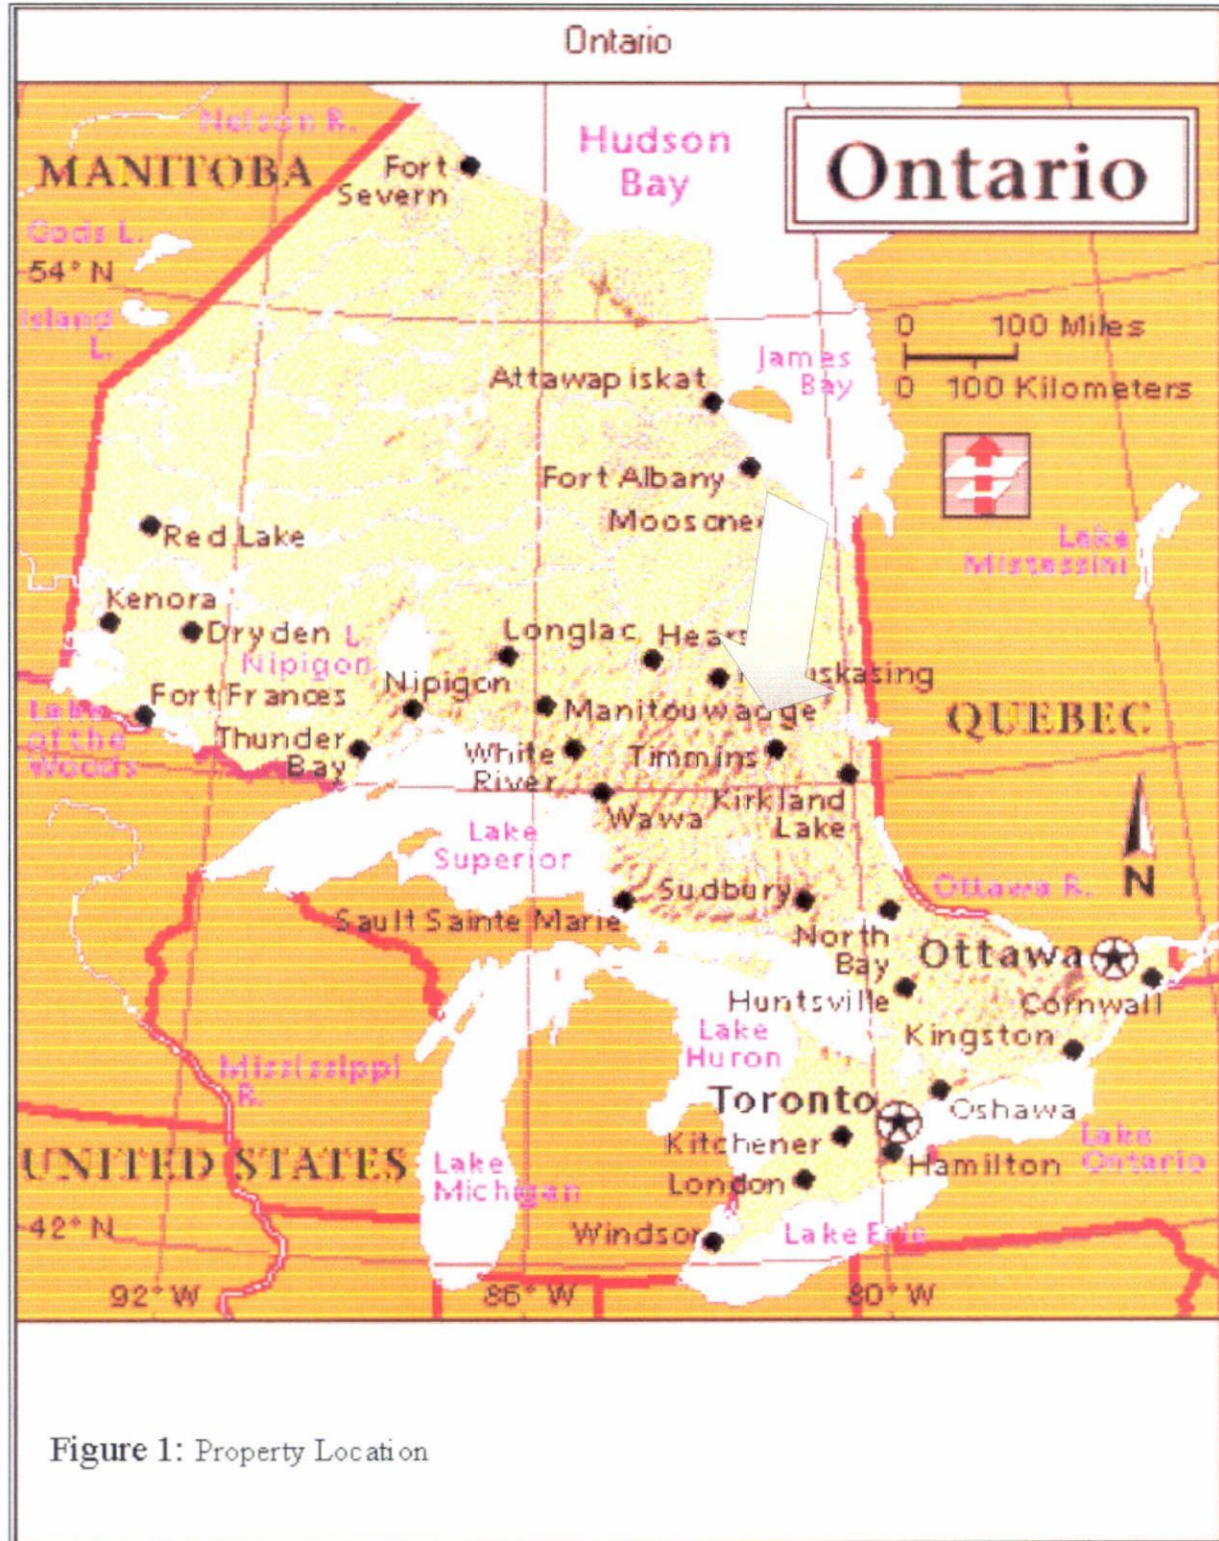 Ontario
Ontario
Nelson R.
MANITOBA
Fort
Severn
Hudson
Bay
Gods L.
54° N
Island
L.
0 100 Miles
0 100 Kilometers
James
Bay
Attawapiskat
Fort Albany
Moosone
Red Lake
Lake
Mistassini
Kenora
Dryden
L.
Nipigon
Longlac
Hears
Nipigon
uskasing
Fort Frances
Lake
of the
Woods
Manitouwadge
QUEBEC
Thunder
Bay
White
River
Timmins
Wawa
Kirkland
Lake
Lake
Superior
N
Sudbury
Ottawa R.
Sault Sainte Marie
North
Bay
Ottawa
Huntsville
Cornwall
Lake
Huron
Kingston
Mississippi
R.
Toronto
Oshawa
Kitchener
Lake
Ontario
UNITED STATES
Lake
Michigan
Hamilton
London
42° N
Windsor
Lake Erie
92° W
86° W
80° W
Figure 1: Property Location